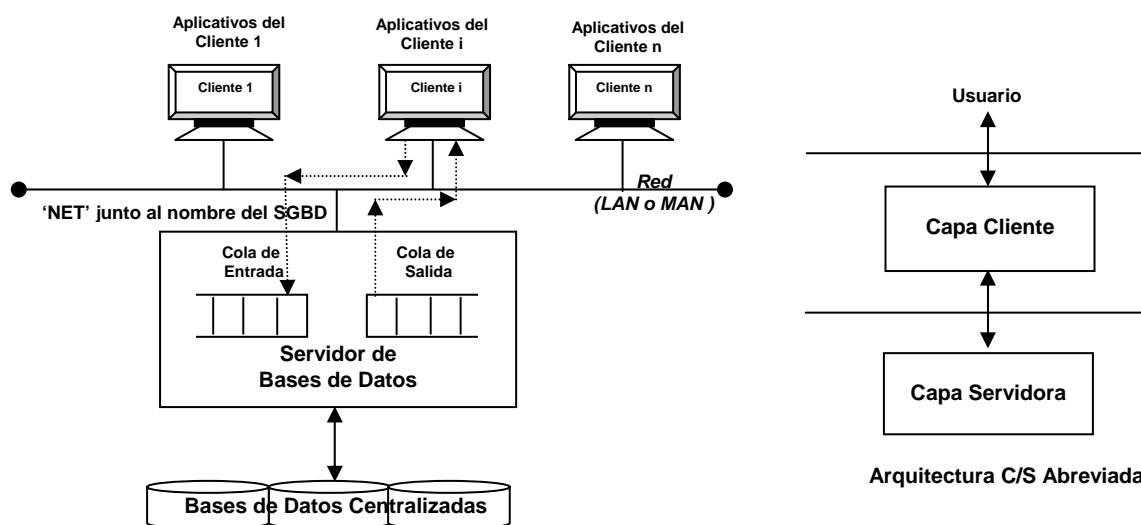 Aplicativos del
Cliente 1
Aplicativos del
Cliente i
Aplicativos del
Cliente n
Cliente 1
Cliente i
Cliente n
Usuario
Red
(LAN o MAN )
‘NET’ junto al nombre del SGBD
Capa Cliente
Cola de
Entrada
Cola de
Salida
Servidor de
Bases de Datos
Capa Servidora
Arquitectura C/S Abreviada
Bases de Datos Centralizadas